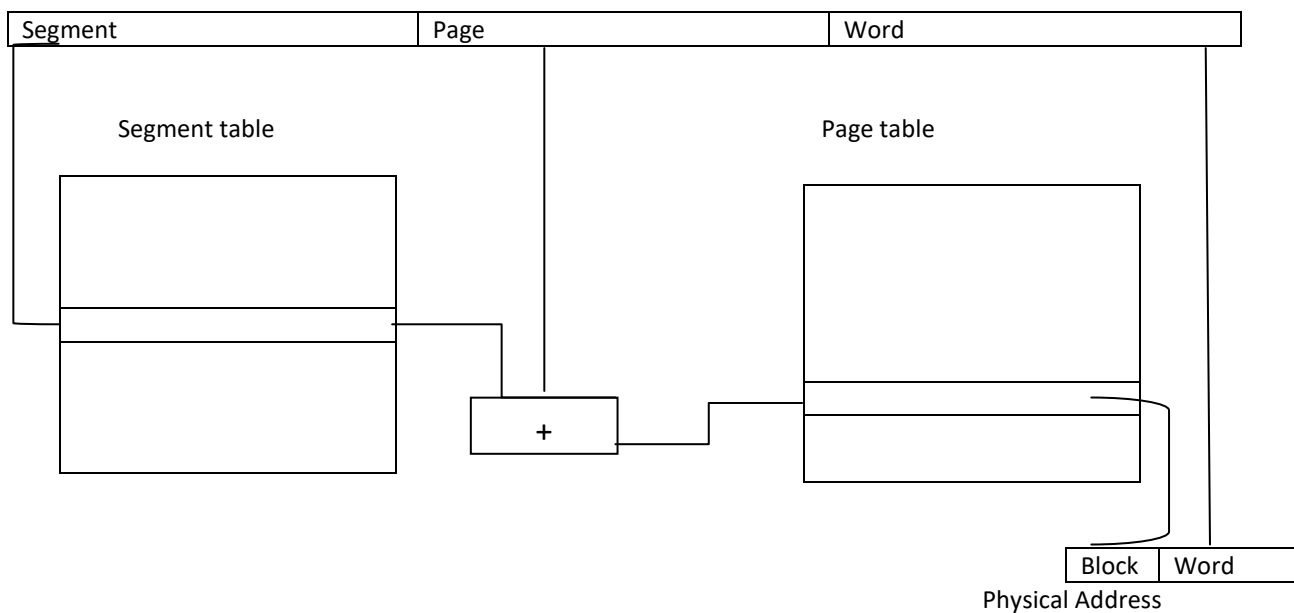 Segment Page Word
Segment table Page table
+
Block Word
Physical Address